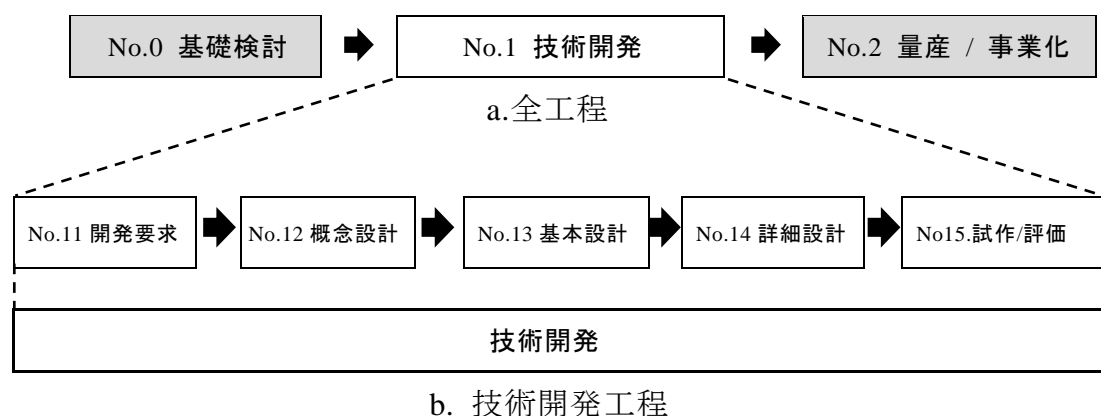 No.0 基礎検討
No.1 技術開発
No.2 量産 / 事業化
a.全工程
No.11 開発要求
No.12 概念設計
No.13 基本設計
No.14 詳細設計
No15.試作/評価
技術開発
b. 技術開発工程